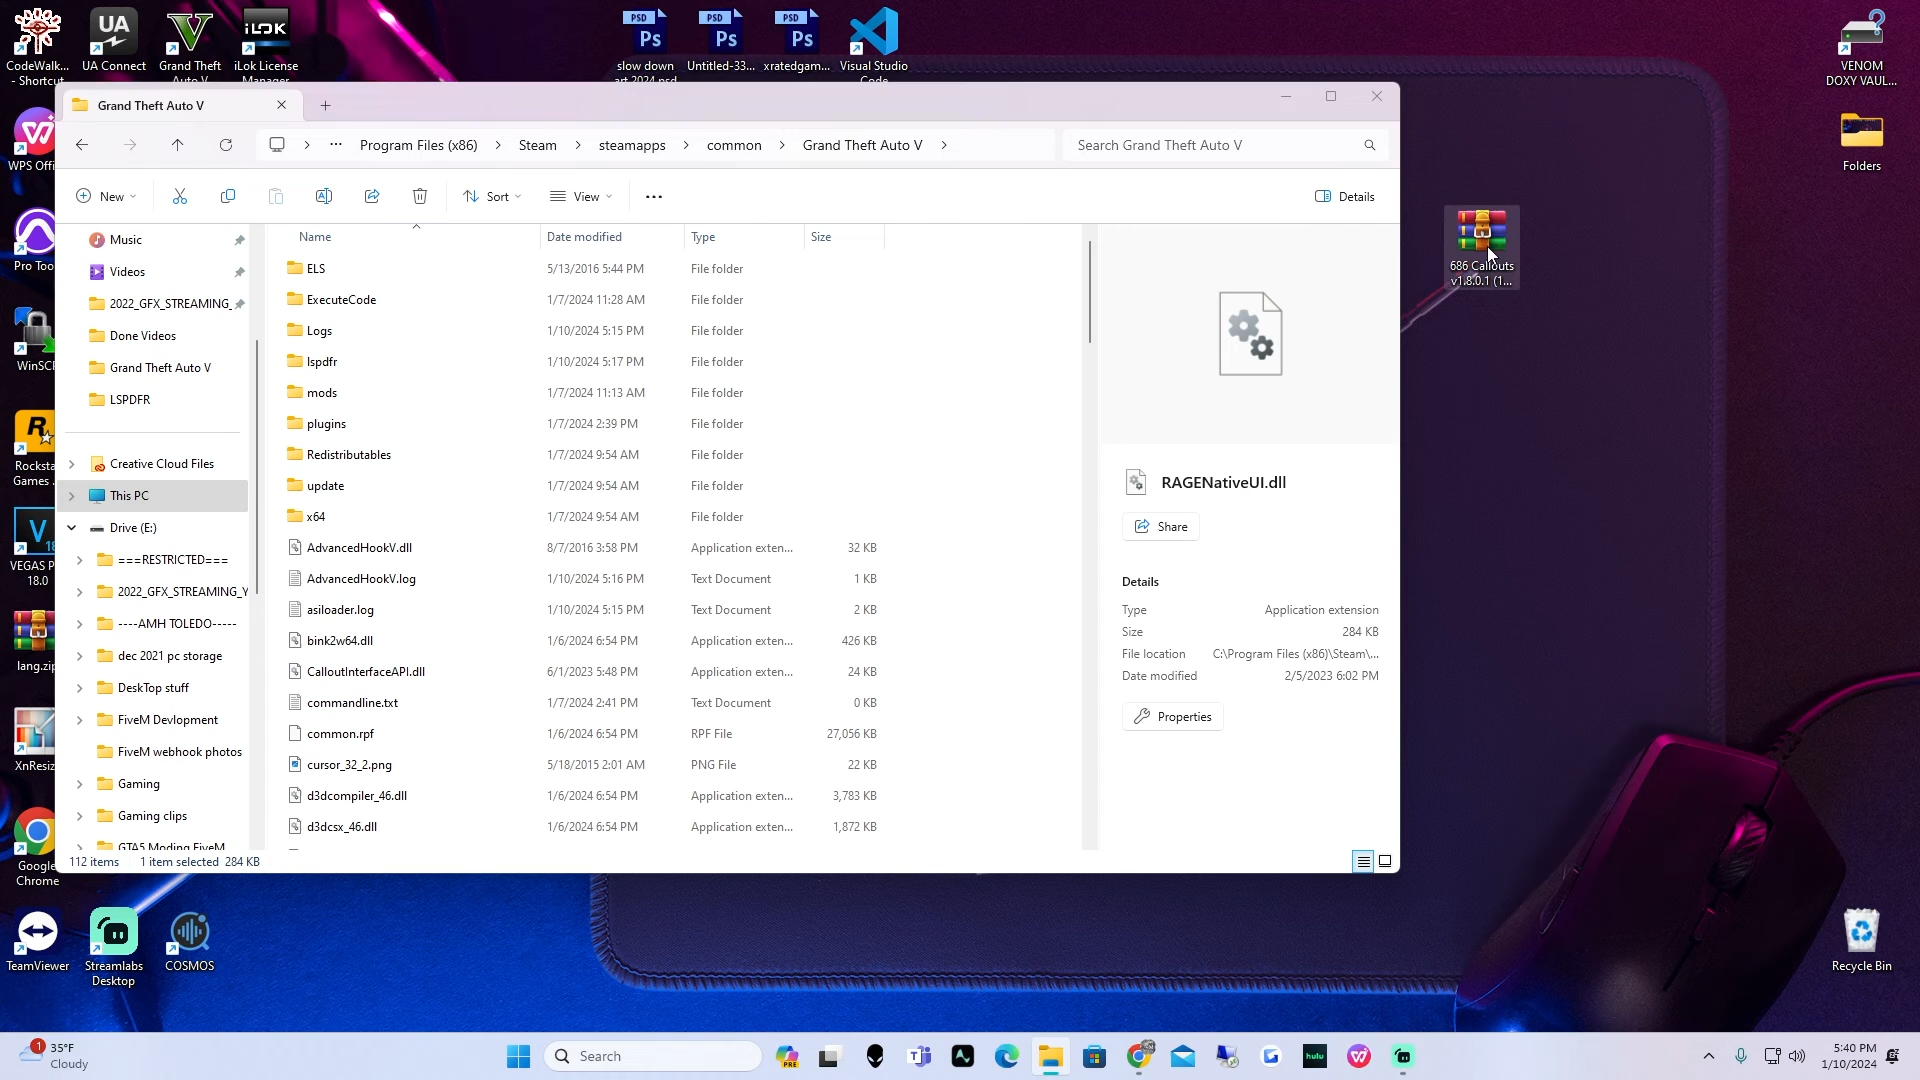 CodeWalk...
- Shortcut
UA Connect
Grand Theft
Auto V
iLok License
Manager
slow down
art 2024.psd
Untitled-33...
xratedgam...
Visual Studio
Code
VENOM
DOXY VAUL...
Folders
686 Callouts
v1.8.0.1 (1...
WPS Offi
Pro Too
WinSCP
Rocksta
Games
VEGAS P
18.0
lang.zip
XnResiz
Google
Chrome
TeamViewer
Streamlabs
Desktop
COSMOS
Recycle Bin
Grand Theft Auto V
... Program Files (x86) > Steam > steamapps > common > Grand Theft Auto V >
Search Grand Theft Auto V
New
Sort
View
...
Details
Music
Videos
2022_GFX_STREAMING_
Done Videos
Grand Theft Auto V
LSPDFR
Creative Cloud Files
This PC
Drive (E:)
===RESTRICTED===
2022_GFX_STREAMING_Y
----AMH TOLEDO-----
dec 2021 pc storage
DeskTop stuff
FiveM Devlopment
FiveM webhook photos
Gaming
Gaming clips
GTA5 Moding FiveM
Name Date modified Type Size
ELS 5/13/2016 5:44 PM File folder
ExecuteCode 1/7/2024 11:28 AM File folder
Logs 1/10/2024 5:15 PM File folder
lspdfr 1/10/2024 5:17 PM File folder
mods 1/7/2024 11:13 AM File folder
plugins 1/7/2024 2:39 PM File folder
Redistributables 1/7/2024 9:54 AM File folder
update 1/7/2024 9:54 AM File folder
x64 1/7/2024 9:54 AM File folder
AdvancedHookV.dll 8/7/2016 3:58 PM Application exten... 32 KB
AdvancedHookV.log 1/10/2024 5:16 PM Text Document 1 KB
asiloader.log 1/10/2024 5:15 PM Text Document 2 KB
bink2w64.dll 1/6/2024 6:54 PM Application exten... 426 KB
CalloutInterfaceAPI.dll 6/1/2023 5:48 PM Application exten... 24 KB
commandline.txt 1/7/2024 2:41 PM Text Document 0 KB
common.rpf 1/6/2024 6:54 PM RPF File 27,056 KB
cursor_32_2.png 5/18/2015 2:01 AM PNG File 22 KB
d3dcompiler_46.dll 1/6/2024 6:54 PM Application exten... 3,783 KB
d3dcsx_46.dll 1/6/2024 6:54 PM Application exten... 1,872 KB
RAGENativeUI.dll
Share
Details
Type Application extension
Size 284 KB
File location C:\Program Files (x86)\Steam\...
Date modified 2/5/2023 6:02 PM
Properties
112 items 1 item selected 284 KB
1
35°F
Cloudy
Search
PRE
hulu
5:40 PM
1/10/2024